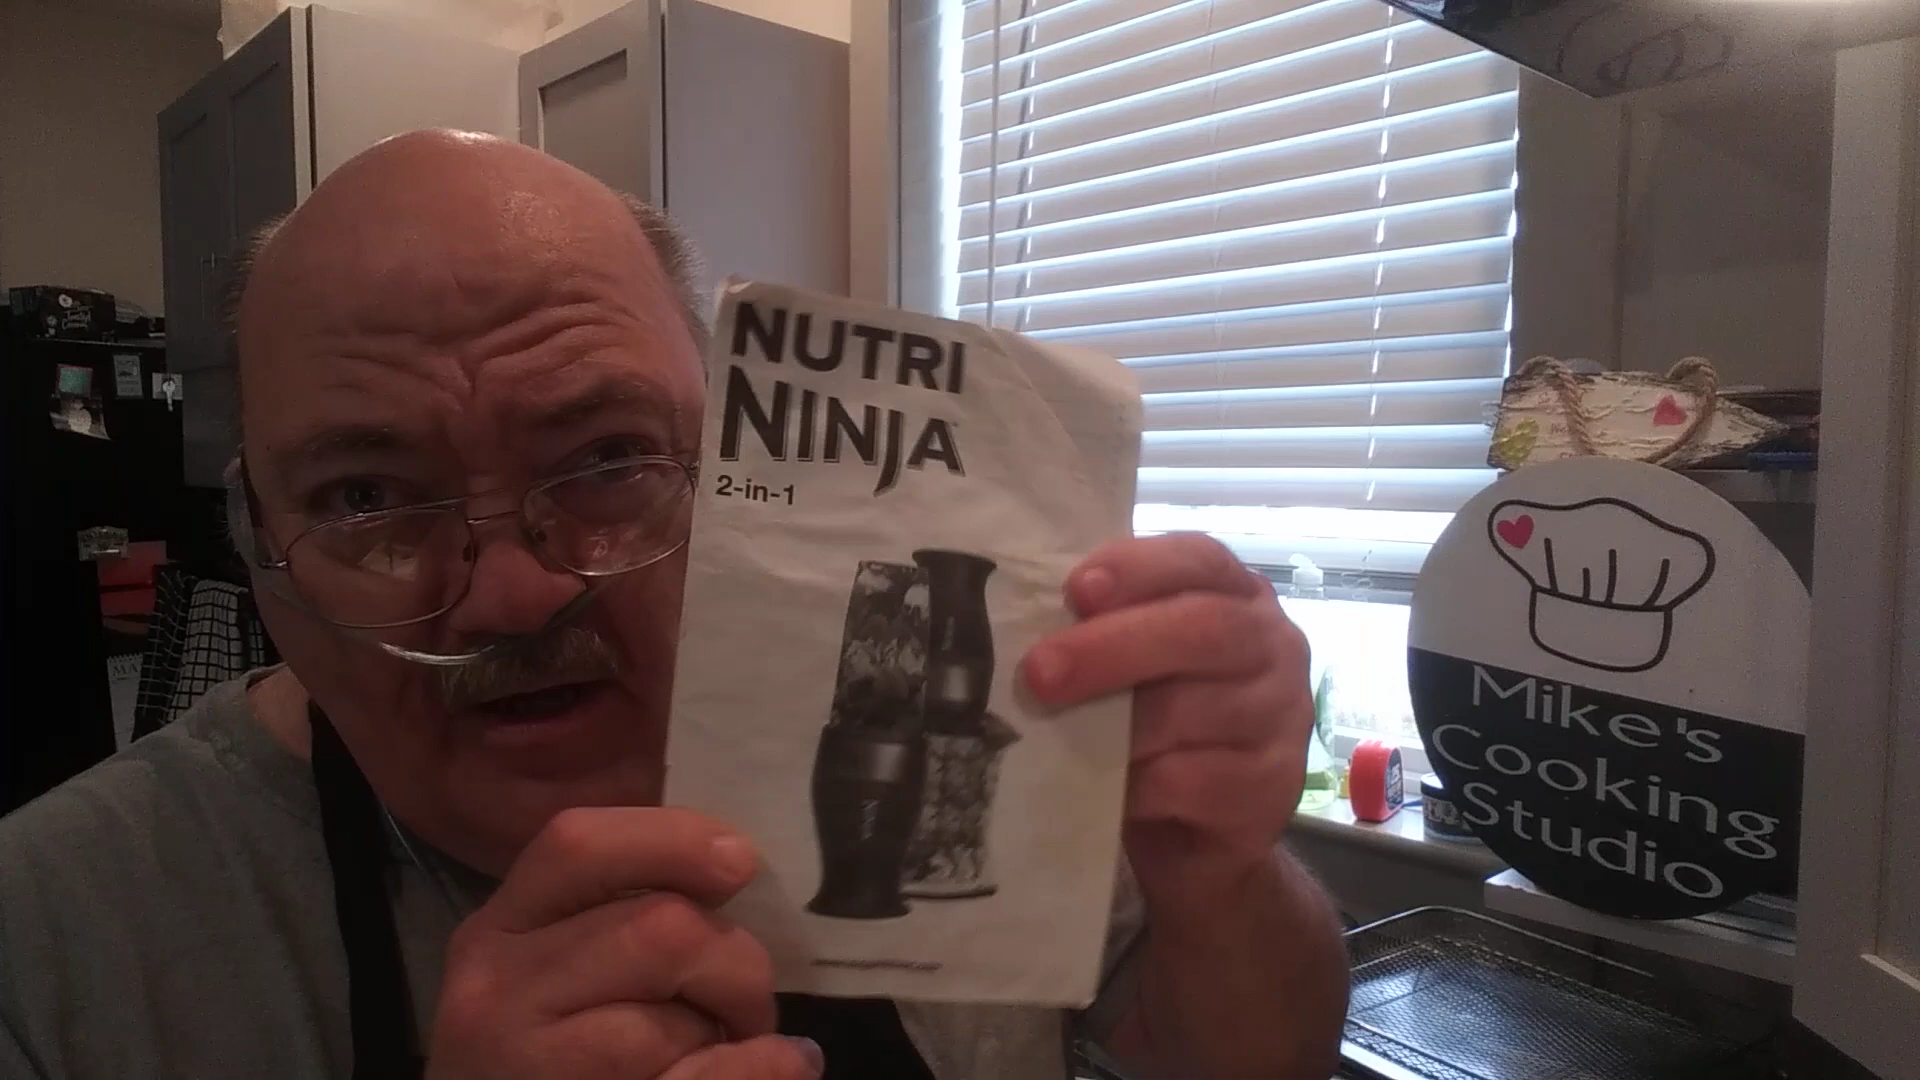 NUTRI
NINJA
2-in-1
Mike's
Cooking
Studio